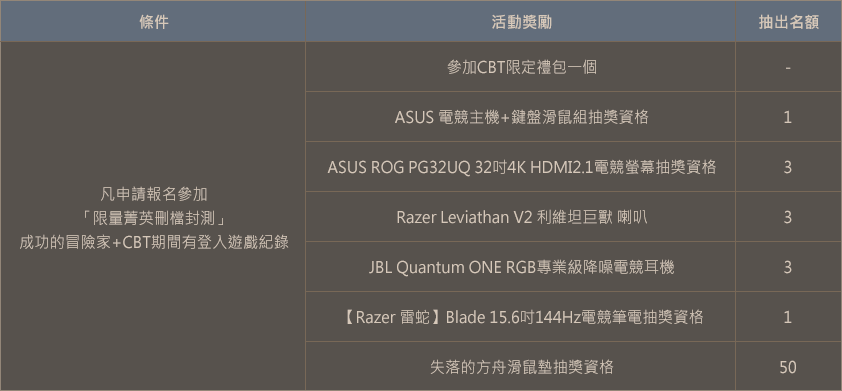 條件 活動獎勵 抽出名額
參加CBT限定禮包一個 -
ASUS 電競主機+鍵盤滑鼠組抽獎資格 1
ASUS ROG PG32UQ 32吋4K HDMI2.1電競螢幕抽獎資格 3
凡申請報名參加
「限量菁英刪檔封測」
成功的冒險家+CBT期間有登入遊戲紀錄
Razer Leviathan V2 利維坦巨獸 喇叭 3
JBL Quantum ONE RGB專業級降噪電競耳機 3
【Razer 雷蛇】Blade 15.6吋144Hz電競筆電抽獎資格 1
失落的方舟滑鼠墊抽獎資格 50